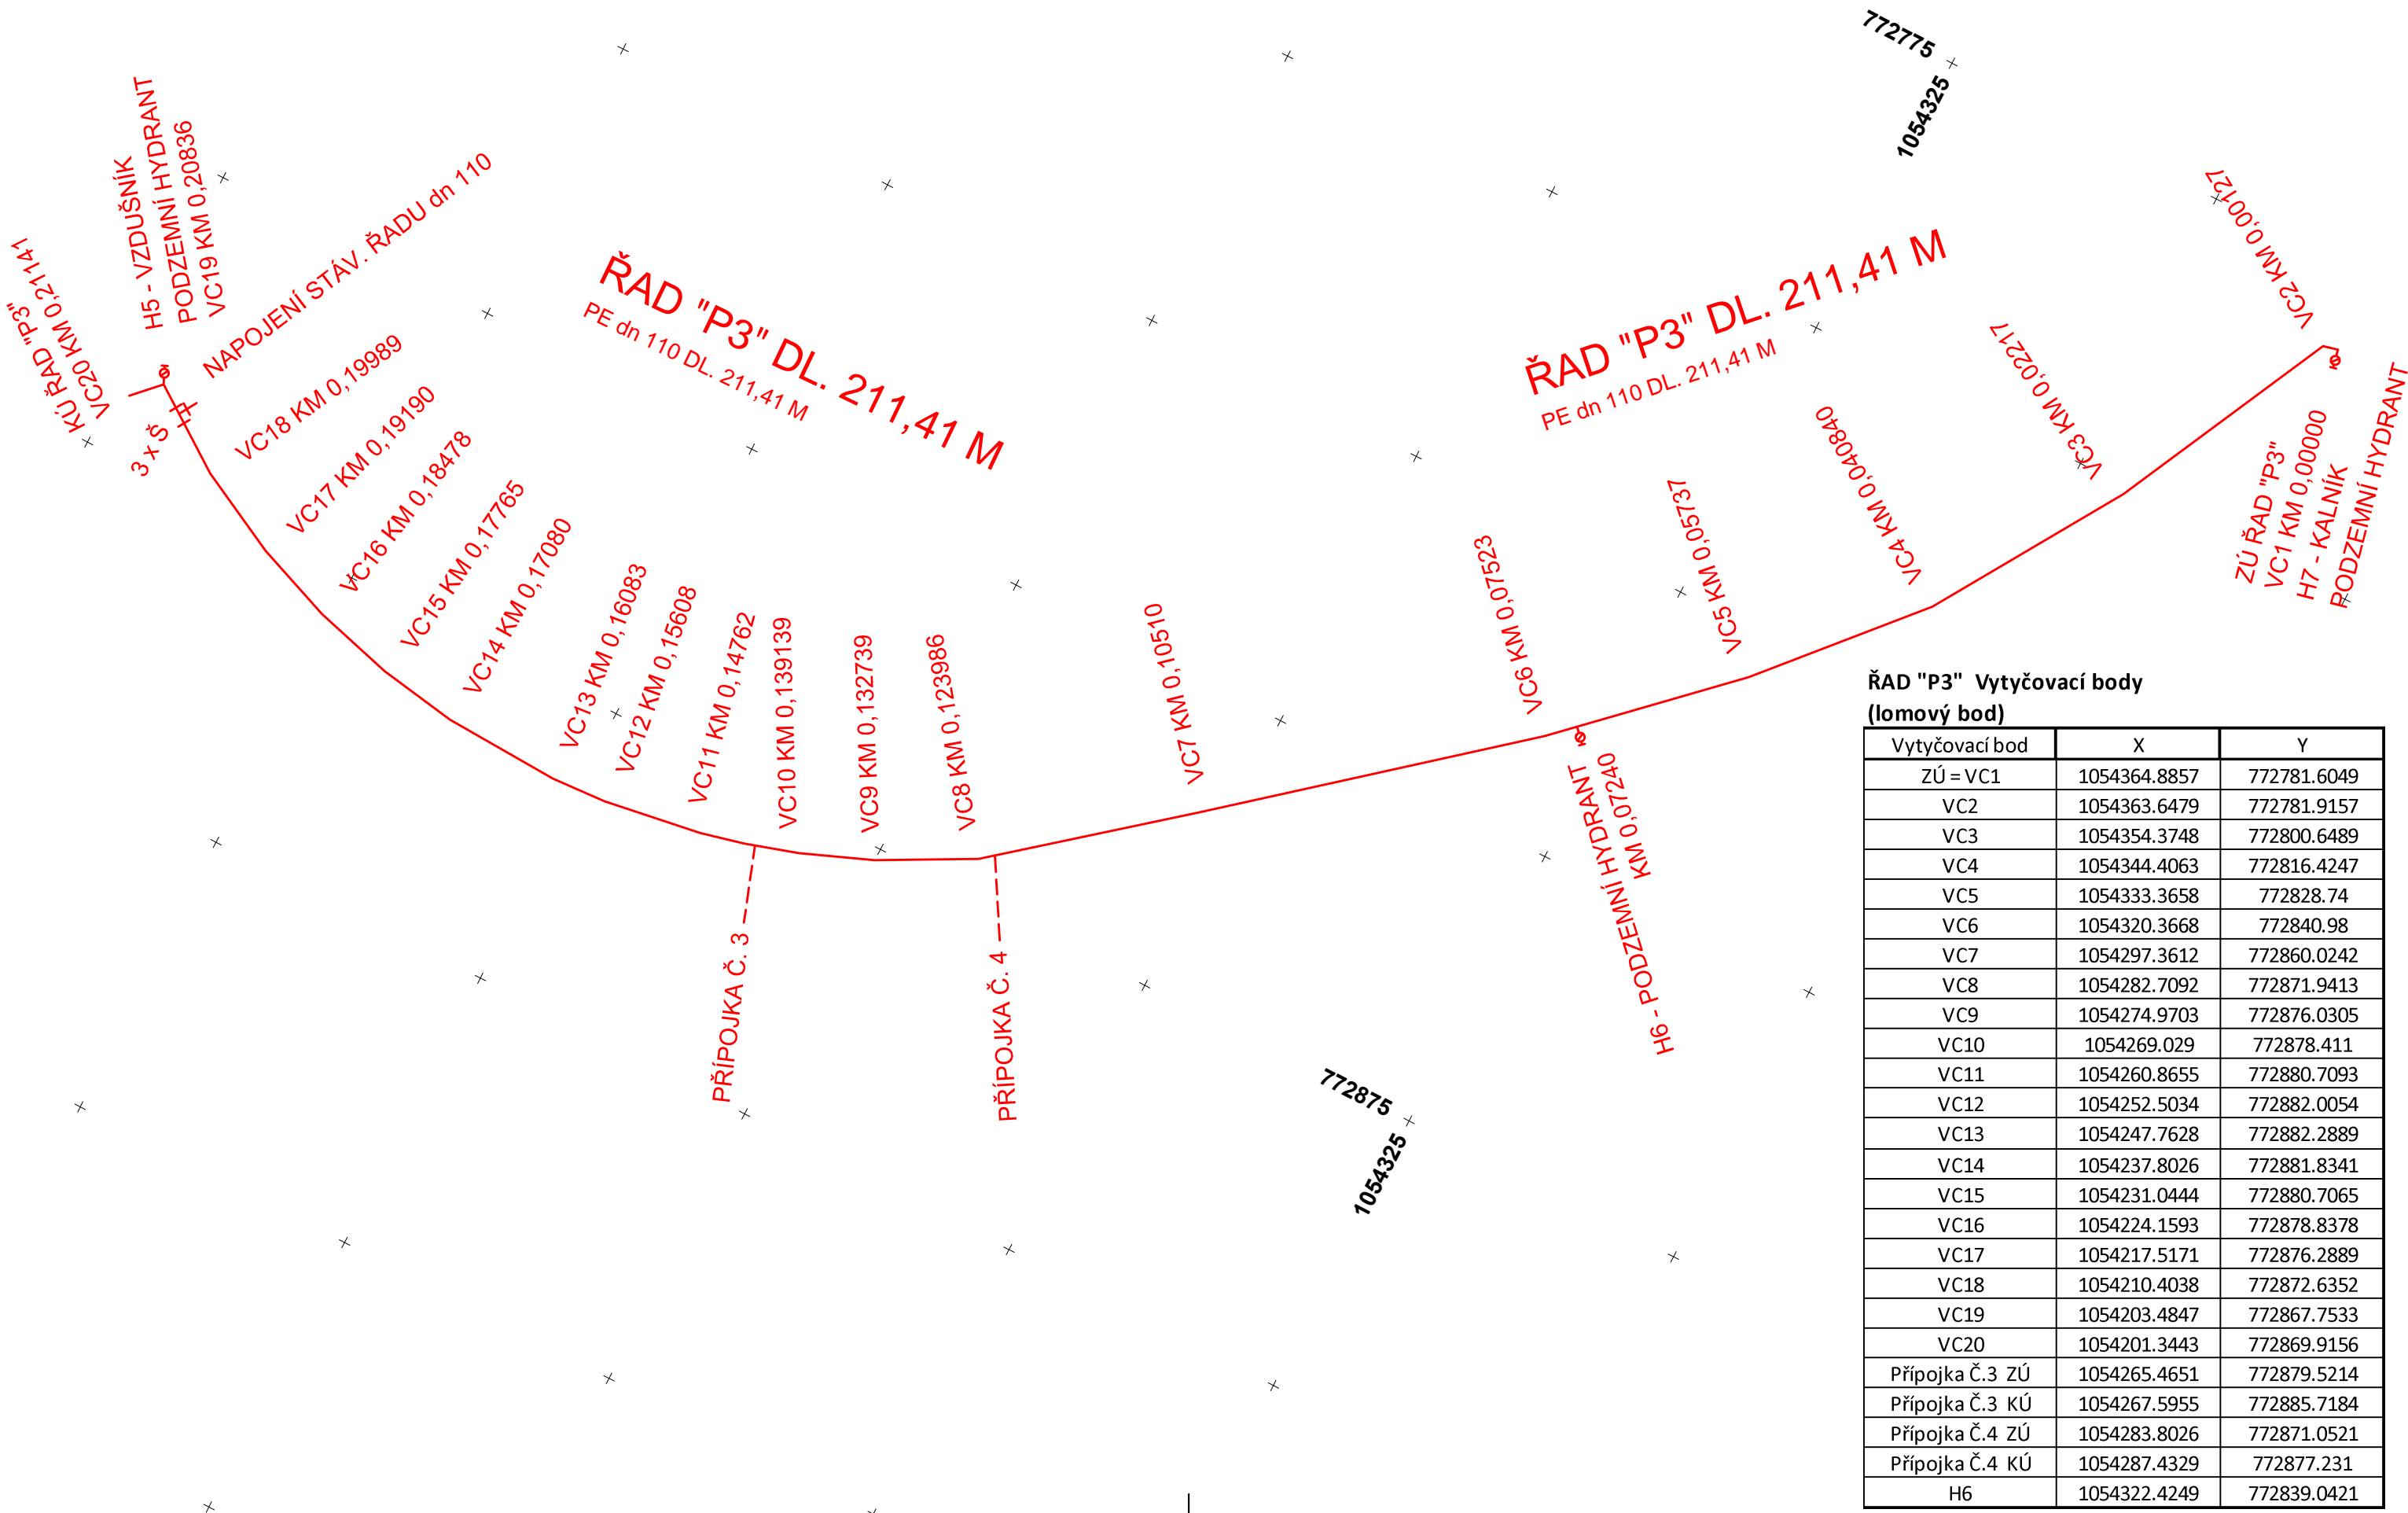 772775
1054325
KÚ ŘAD "P3"
VC20 KM 0,21141
H5 - VZDUŠNÍK
PODZEMNÍ HYDRANT
VC19 KM 0,20836
NAPOJENÍ STÁV. ŘADU dn 110
3 x Š
VC18 KM 0,19989
VC17 KM 0,19190
VC16 KM 0,18478
VC15 KM 0,17765
VC14 KM 0,17080
VC13 KM 0,16083
VC12 KM 0,15608
VC11 KM 0,14762
VC10 KM 0,139139
VC9 KM 0,132739
VC8 KM 0,123986
VC7 KM 0,10510
VC6 KM 0,07523
VC5 KM 0,05737
VC4 KM 0,040840
VC3 KM 0,02217
VC2 KM 0,00127
ŘAD "P3" DL. 211,41 M
PE dn 110 DL. 211,41 M
ŘAD "P3" DL. 211,41 M
PE dn 110 DL. 211,41 M
ZÚ ŘAD "P3"
VC1 KM 0,00000
H7 - KALNÍK
PODZEMNÍ HYDRANT
H6 - PODZEMNÍ HYDRANT
KM 0,07240
PŘÍPOJKA Č. 3
PŘÍPOJKA Č. 4
772875
1054325
ŘAD "P3" Vytyčovací body
(lomový bod)
Vytyčovací bod X Y
ZÚ = VC1 1054364.8857 772781.6049
VC2 1054363.6479 772781.9157
VC3 1054354.3748 772800.6489
VC4 1054344.4063 772816.4247
VC5 1054333.3658 772828.74
VC6 1054320.3668 772840.98
VC7 1054297.3612 772860.0242
VC8 1054282.7092 772871.9413
VC9 1054274.9703 772876.0305
VC10 1054269.029 772878.411
VC11 1054260.8655 772880.7093
VC12 1054252.5034 772882.0054
VC13 1054247.7628 772882.2889
VC14 1054237.8026 772881.8341
VC15 1054231.0444 772880.7065
VC16 1054224.1593 772878.8378
VC17 1054217.5171 772876.2889
VC18 1054210.4038 772872.6352
VC19 1054203.4847 772867.7533
VC20 1054201.3443 772869.9156
Přípojka Č.3 ZÚ 1054265.4651 772879.5214
Přípojka Č.3 KÚ 1054267.5955 772885.7184
Přípojka Č.4 ZÚ 1054283.8026 772871.0521
Přípojka Č.4 KÚ 1054287.4329 772877.231
H6 1054322.4249 772839.0421